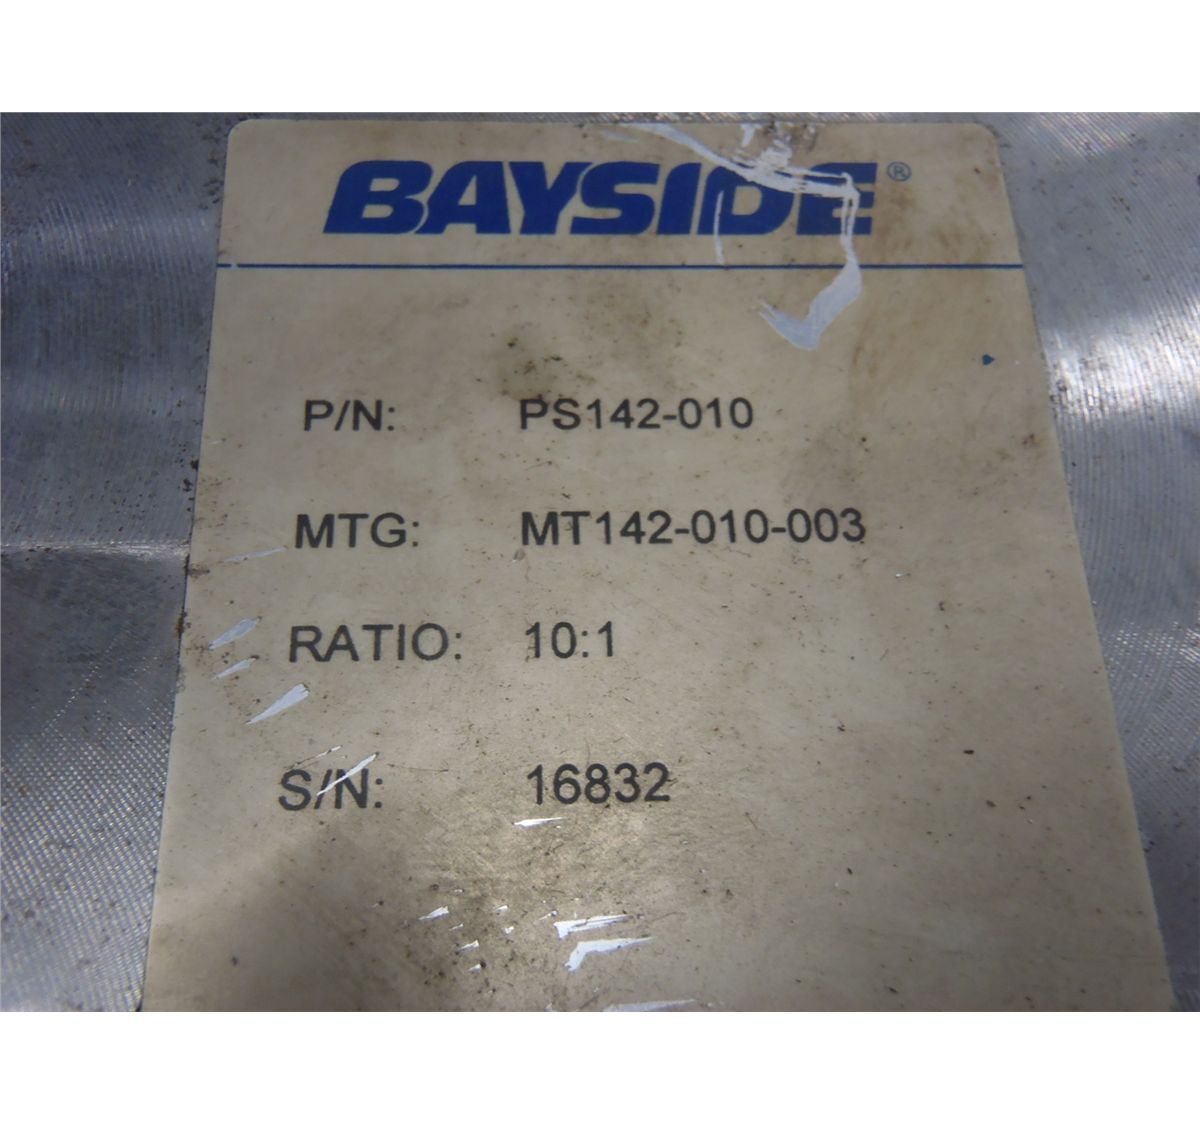 BAYSIDE®
P/N: PS142-010
MTG: MT142-010-003
RATIO: 10:1
S/N: 16832